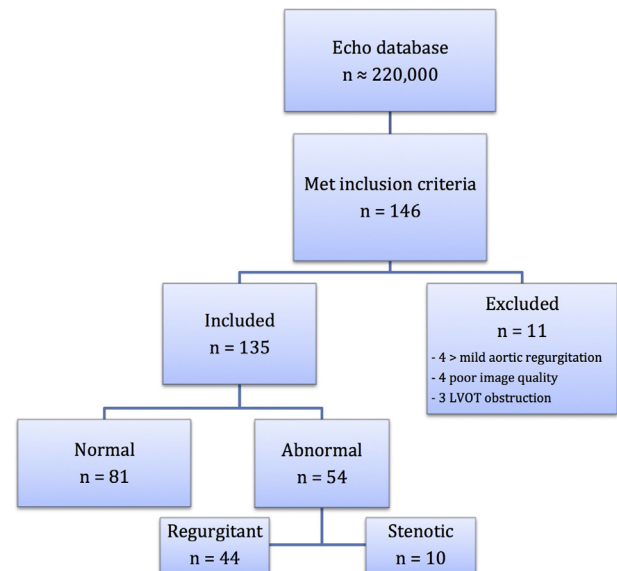 Echo database
n ≈ 220,000
Met inclusion criteria
n = 146
Included
n = 135
Excluded
n = 11
- 4 > mild aortic regurgitation
- 4 poor image quality
- 3 LVOT obstruction
Normal
n = 81
Abnormal
n = 54
Regurgitant
n = 44
Stenotic
n = 10